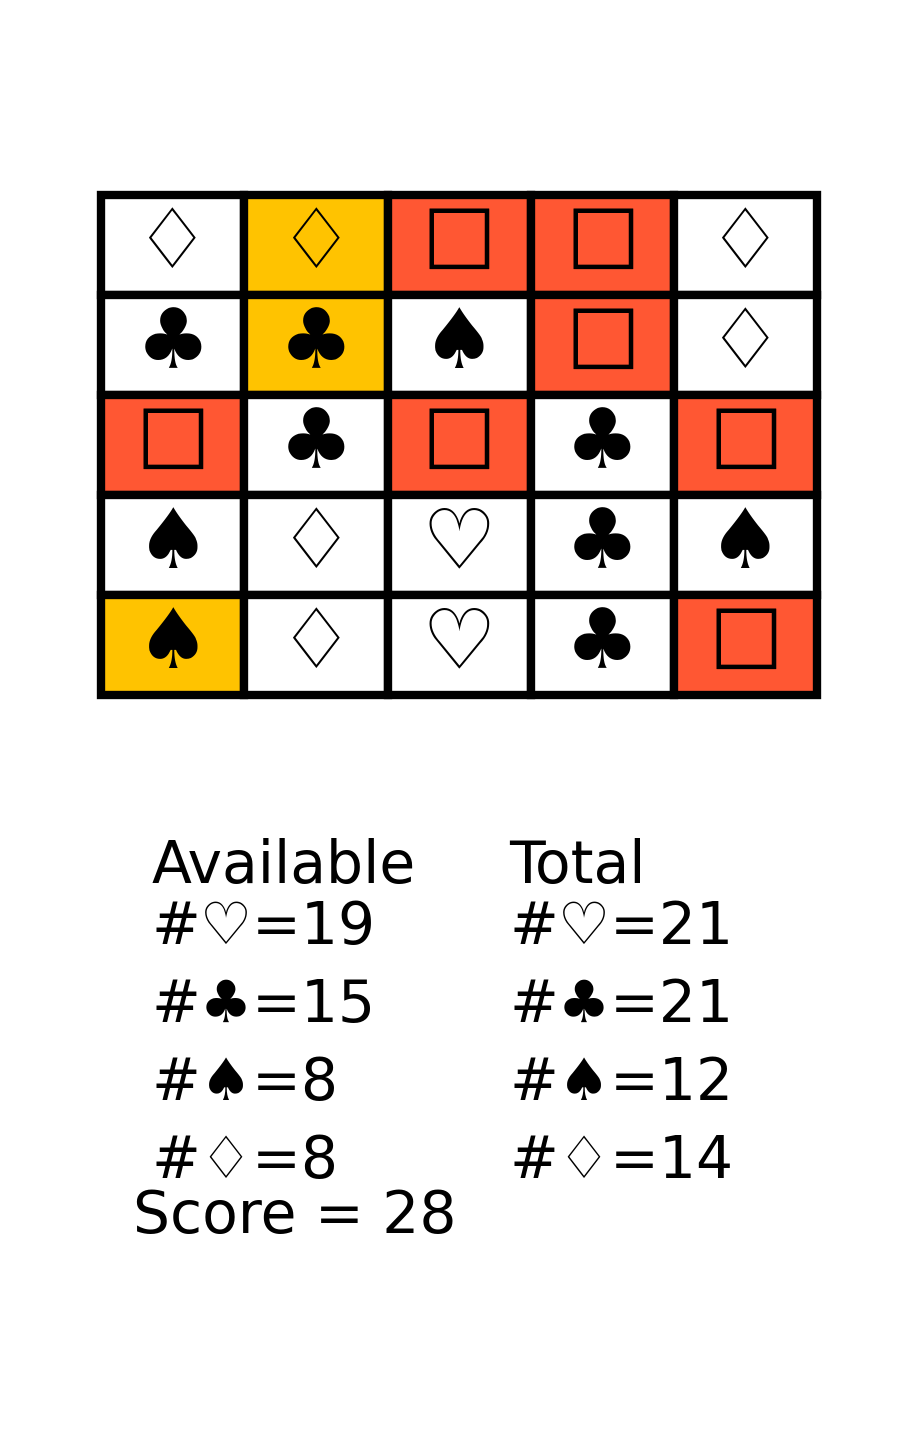 ♢ ♢ □ □ ♢
♣ ♣ ♠ □ ♢
□ ♣ □ ♣ □
♠ ♢ ♡ ♣ ♠
♠ ♢ ♡ ♣ □
Available Total
#♡=19 #♡=21
#♣=15 #♣=21
#♠=8 #♠=12
#♢=8 #♢=14
Score = 28